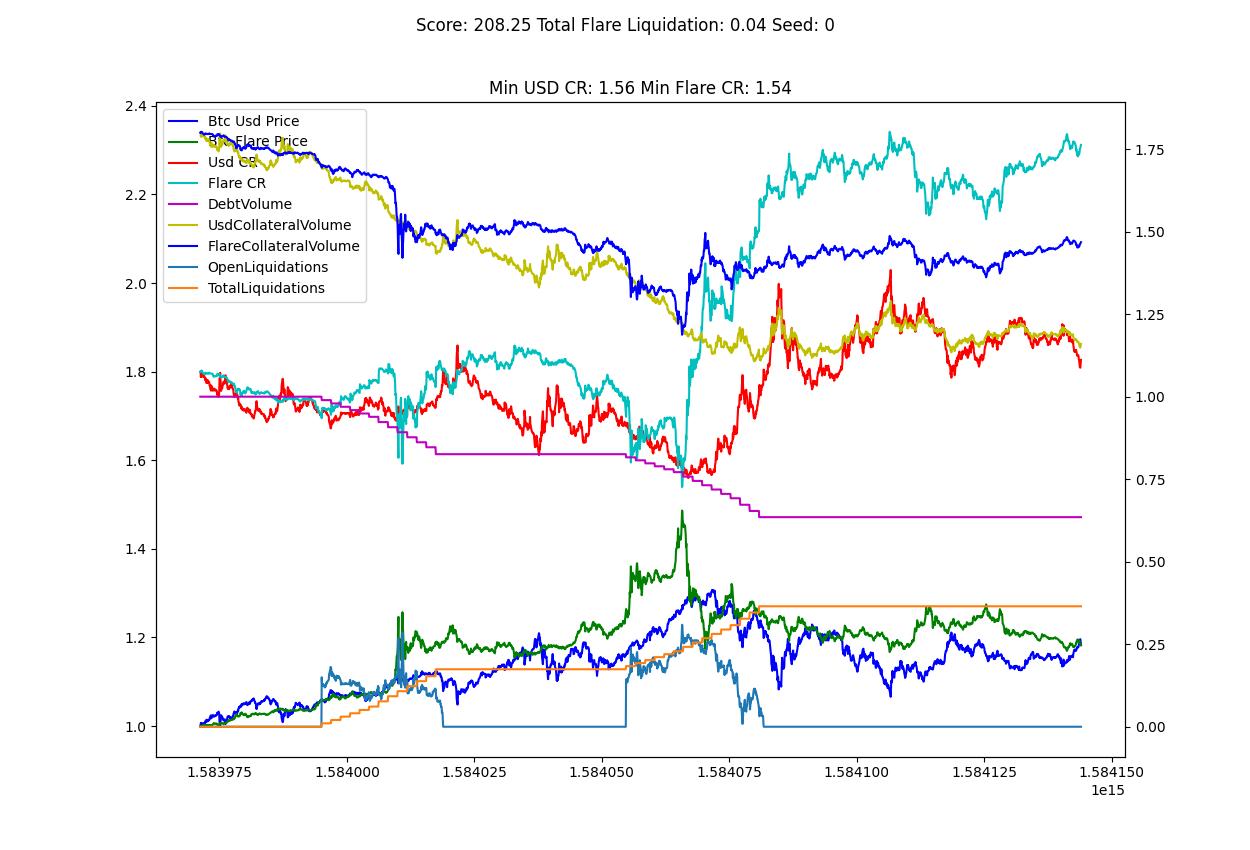 Score: 208.25 Total Flare Liquidation: 0.04 Seed: 0
Min USD CR: 1.56 Min Flare CR: 1.54
Btc Usd Price
Btc Flare Price
Usd CR
Flare CR
DebtVolume
UsdCollateralVolume
FlareCollateralVolume
OpenLiquidations
TotalLiquidations
2.4
2.2
2.0
1.8
1.6
1.4
1.2
1.0
1.75
1.50
1.25
1.00
0.75
0.50
0.25
0.00
1.583975 1.584000 1.584025 1.584050 1.584075 1.584100 1.584125 1.584150
1e15